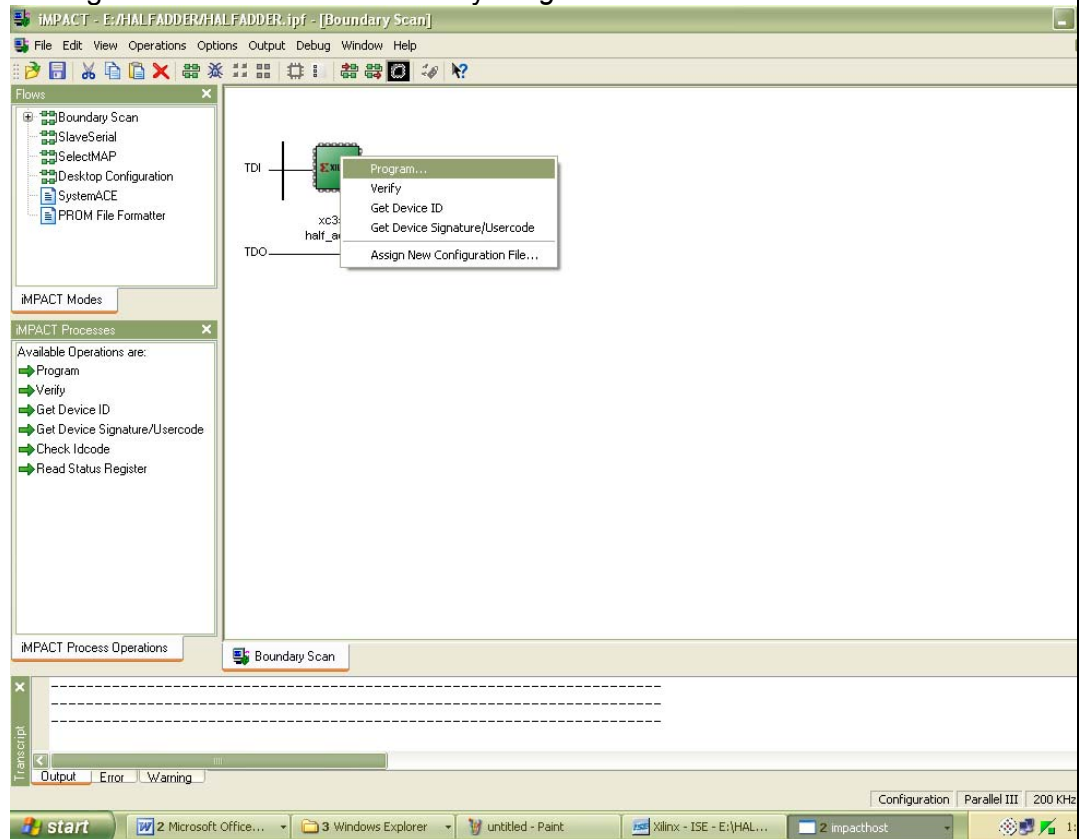 iMPACT - E:/HALFADDER/HALFADDER.ipf - [Boundary Scan]
File Edit View Operations Options Output Debug Window Help
Flows
Boundary Scan
SlaveSerial
SelectMAP
Desktop Configuration
SystemACE
PROM File Formatter
iMPACT Modes
TDI
TDO
Program...
Verify
Get Device ID
Get Device Signature/Usercode
Assign New Configuration File...
iMPACT Processes
Available Operations are:
Program
Verify
Get Device ID
Get Device Signature/Usercode
Check Idcode
Read Status Register
iMPACT Process Operations
Boundary Scan
Transcript
Output Error Warning
Configuration Parallel III 200 KHz
start 2 Microsoft Office... 3 Windows Explorer untitled - Paint Xilinx - ISE - E:\HAL... 2 impacthost